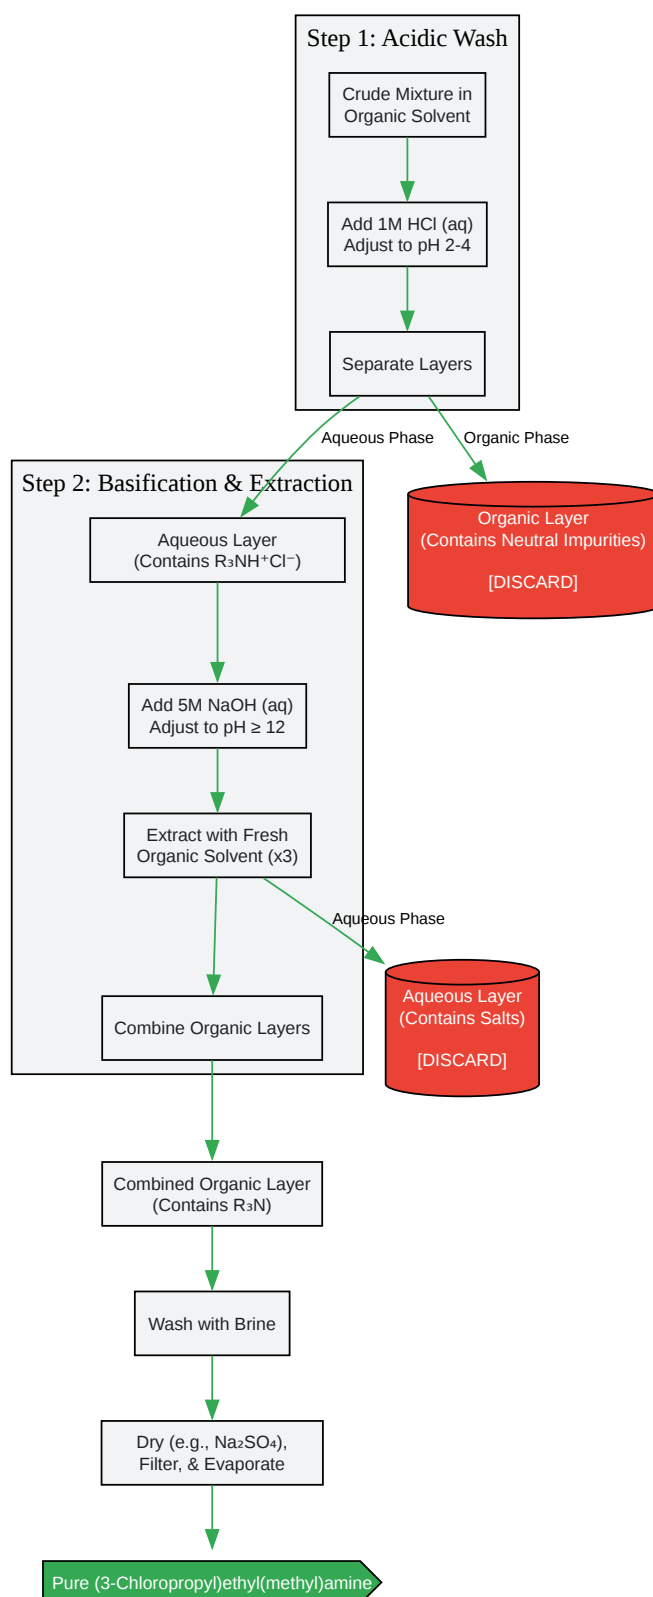 Step 1: Acidic Wash
Crude Mixture in
Organic Solvent
Add 1M HCl (aq)
Adjust to pH 2-4
Separate Layers
Aqueous Phase
Organic Phase
Step 2: Basification & Extraction
Organic Layer
(Contains Neutral Impurities)
[DISCARD]
Aqueous Layer
(Contains R₃NH⁺Cl⁻)
Add 5M NaOH (aq)
Adjust to pH ≥ 12
Extract with Fresh
Organic Solvent (x3)
Aqueous Phase
Aqueous Layer
(Contains Salts)
[DISCARD]
Combine Organic Layers
Combined Organic Layer
(Contains R₃N)
Wash with Brine
Dry (e.g., Na₂SO₄),
Filter, & Evaporate
Pure (3-Chloropropyl)ethyl(methyl)amine